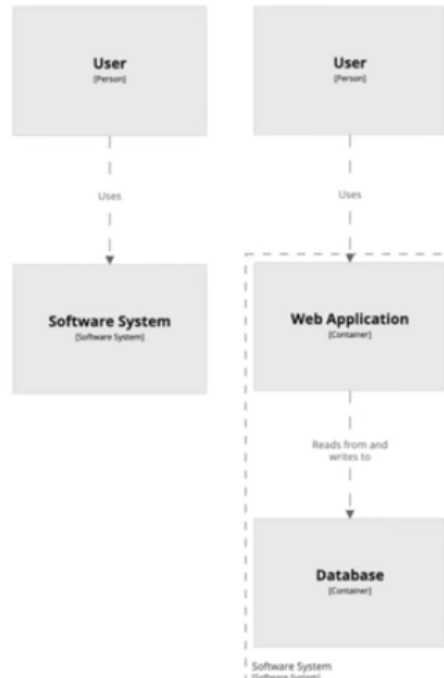 User
[Person]
Uses
Software System
[Software System]
User
[Person]
Uses
Web Application
[Container]
Reads from and
writes to
Database
[Container]
Software System
[Software System]